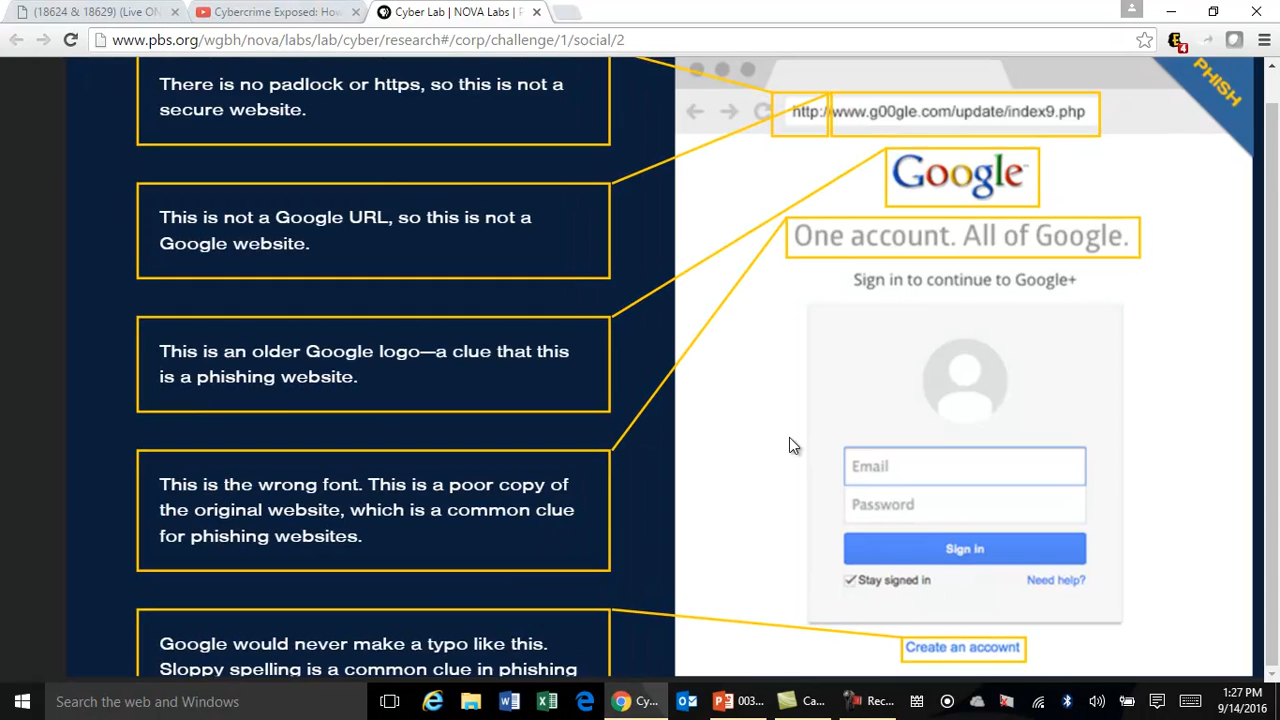 (18624 & 18629) (Live ON
Cybercrime Exposed: How
Cyber Lab | NOVA Labs | P
www.pbs.org/wgbh/nova/labs/lab/cyber/research#/corp/challenge/1/social/2
4
There is no padlock or https, so this is not a
secure website.
This is not a Google URL, so this is not a
Google website.
This is an older Google logo—a clue that this
is a phishing website.
This is the wrong font. This is a poor copy of
the original website, which is a common clue
for phishing websites.
Google would never make a typo like this.
Sloppy spelling is a common clue in phishing
PHISH
http://www.g00gle.com/update/index9.php
Google™
One account. All of Google.
Sign in to continue to Google+
Email
Password
Sign in
Stay signed in
Need help?
Create an accownt
Search the web and Windows
Cy...
003...
Ca...
Rec...
1:27 PM
9/14/2016